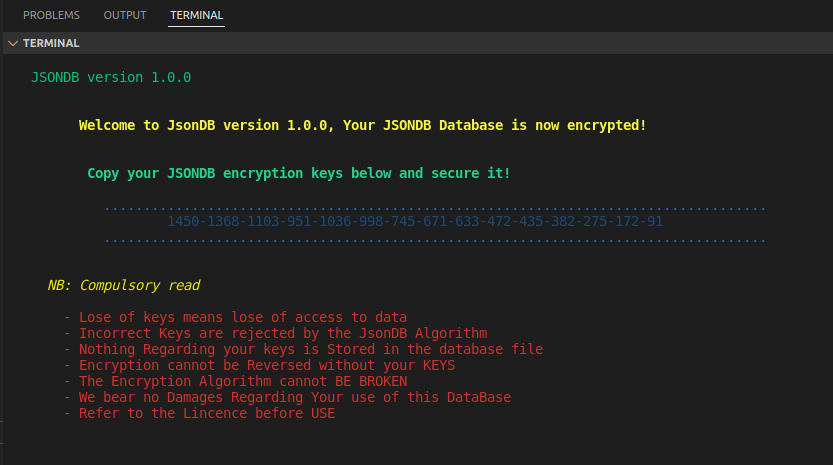 PROBLEMS OUTPUT TERMINAL
TERMINAL
JSONDB version 1.0.0
Welcome to JsonDB version 1.0.0, Your JSONDB Database is now encrypted!
Copy your JSONDB encryption keys below and secure it!
...................................................................................
1450-1368-1103-951-1036-998-745-671-633-472-435-382-275-172-91
...................................................................................
NB: Compulsory read
- Lose of keys means lose of access to data
- Incorrect Keys are rejected by the JsonDB Algorithm
- Nothing Regarding your keys is Stored in the database file
- Encryption cannot be Reversed without your KEYS
- The Encryption Algorithm cannot BE BROKEN
- We bear no Damages Regarding Your use of this DataBase
- Refer to the Lincence before USE